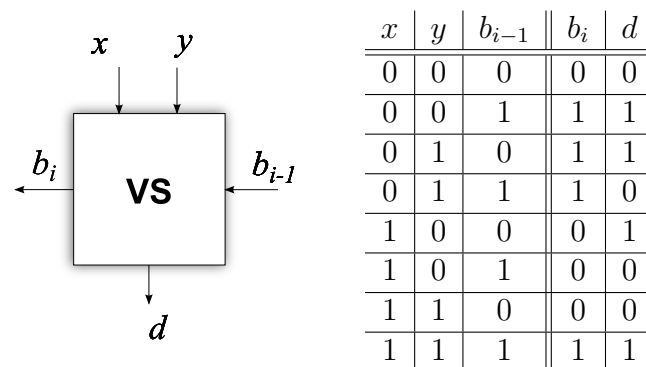 x y
b_i VS b_{i-1}
d
x y b_{i-1} b_i d
0 0 0 0 0
0 0 1 1 1
0 1 0 1 1
0 1 1 1 0
1 0 0 0 1
1 0 1 0 0
1 1 0 0 0
1 1 1 1 1